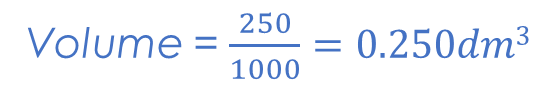 Volume = 250/1000 = 0.250dm³